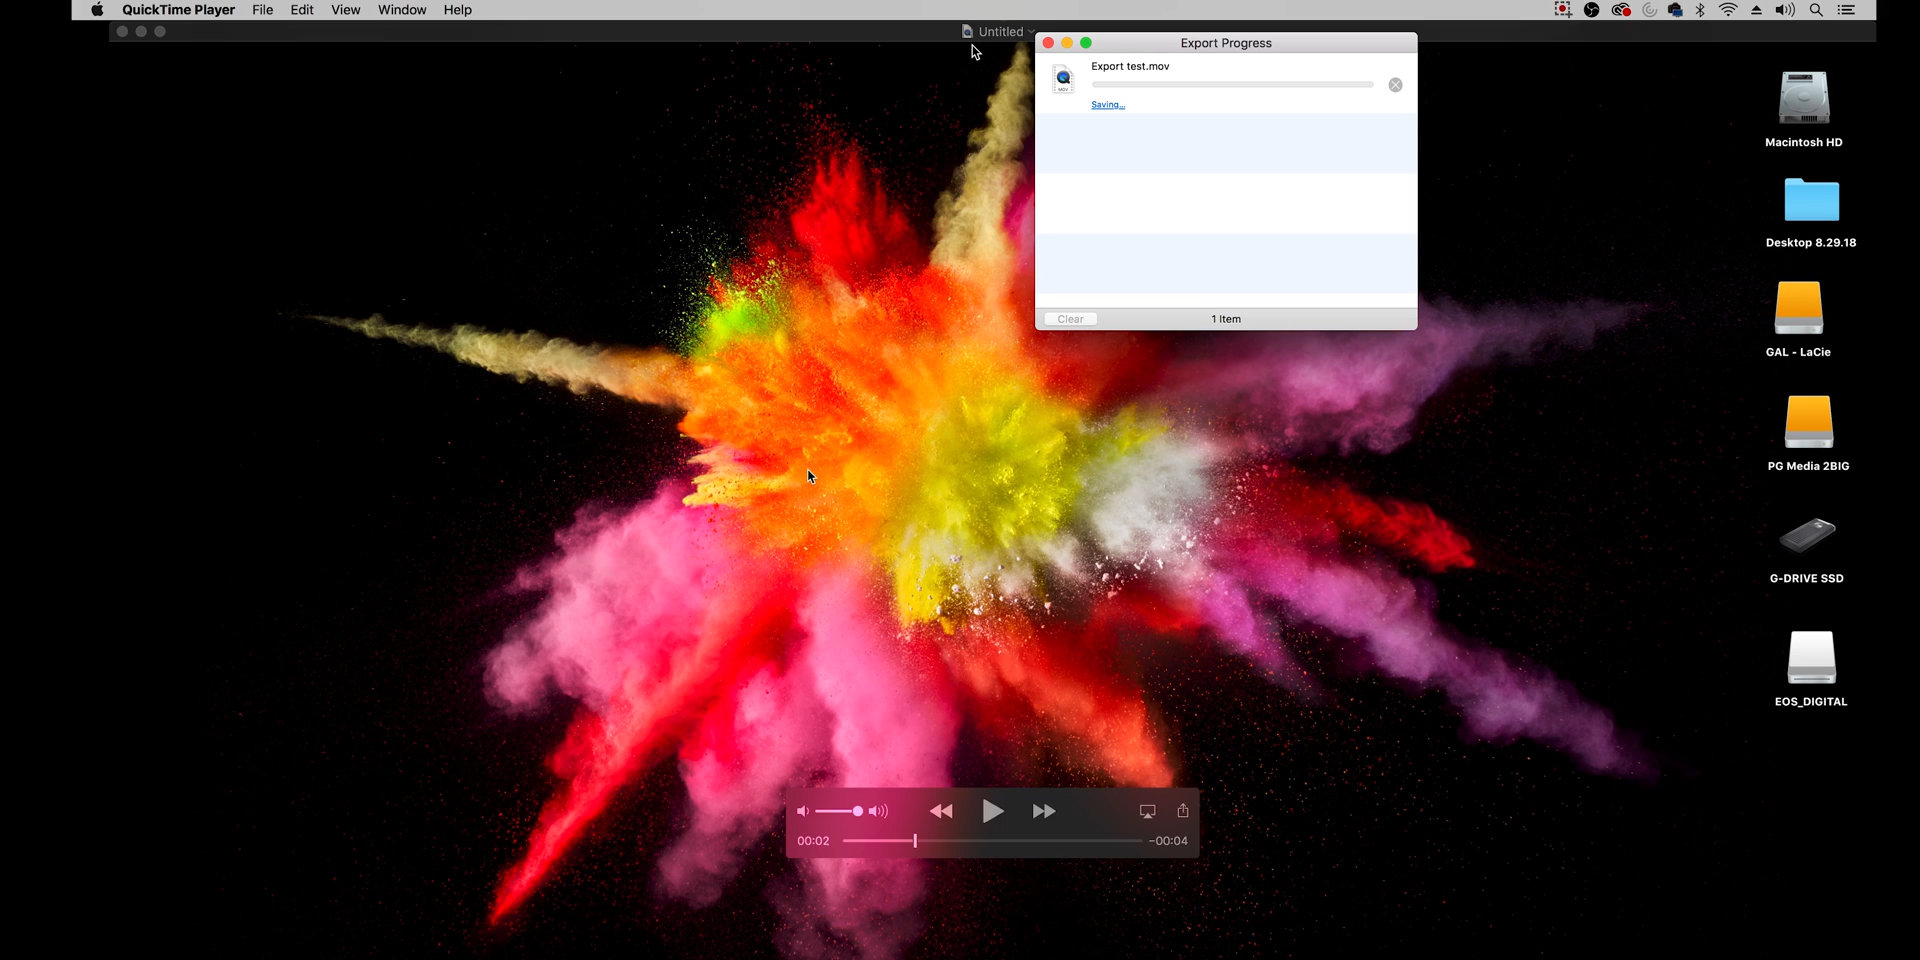 QuickTime Player File Edit View Window Help
Untitled
Export Progress
Export test.mov
MOV
Saving...
Clear
1 Item
Macintosh HD
Desktop 8.29.18
GAL - LaCie
PG Media 2BIG
G-DRIVE SSD
EOS_DIGITAL
00:02
-00:04